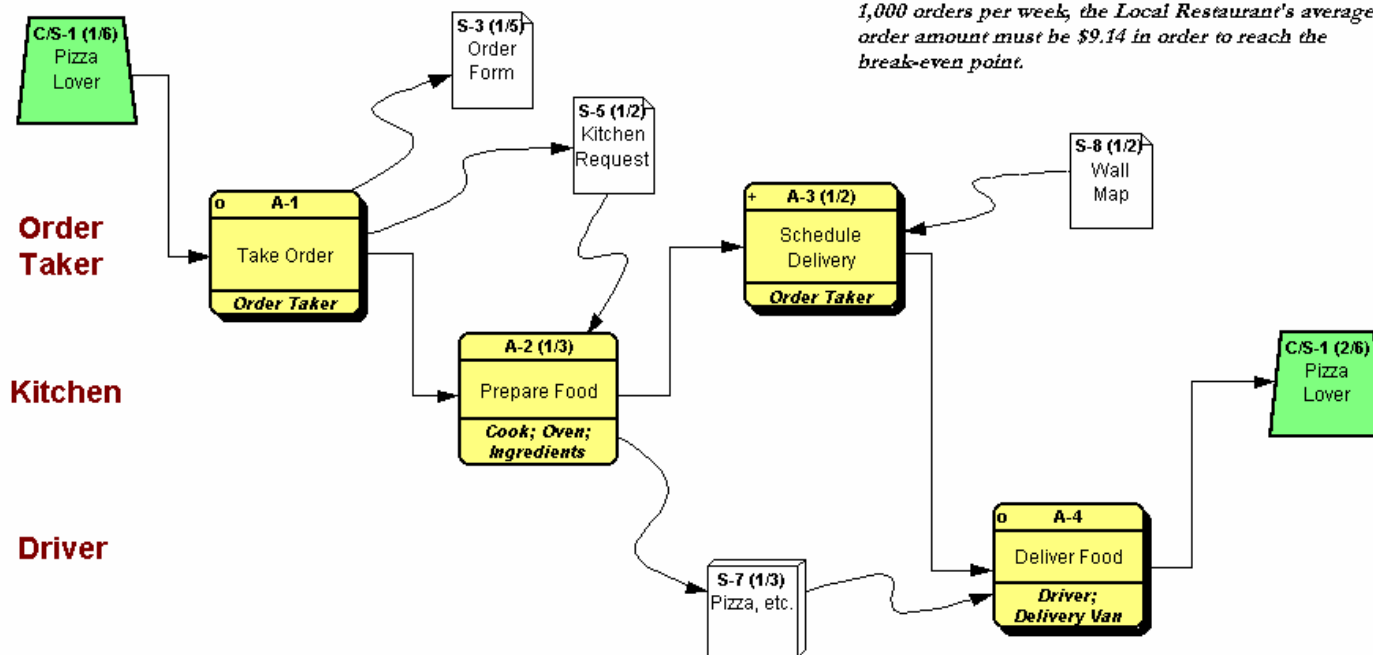 1,000 orders per week, the Local Restaurant's average
order amount must be $9.14 in order to reach the
break-even point.
C/S-1 (1/6)
Pizza
Lover
S-3 (1/5)
Order
Form
S-5 (1/2)
Kitchen
Request
S-8 (1/2)
Wall
Map
Order
Taker
o A-1
Take Order
Order Taker
+ A-3 (1/2)
Schedule
Delivery
Order Taker
Kitchen
A-2 (1/3)
Prepare Food
Cook; Oven;
Ingredients
C/S-1 (2/6)
Pizza
Lover
Driver
S-7 (1/3)
Pizza, etc.
o A-4
Deliver Food
Driver;
Delivery Van